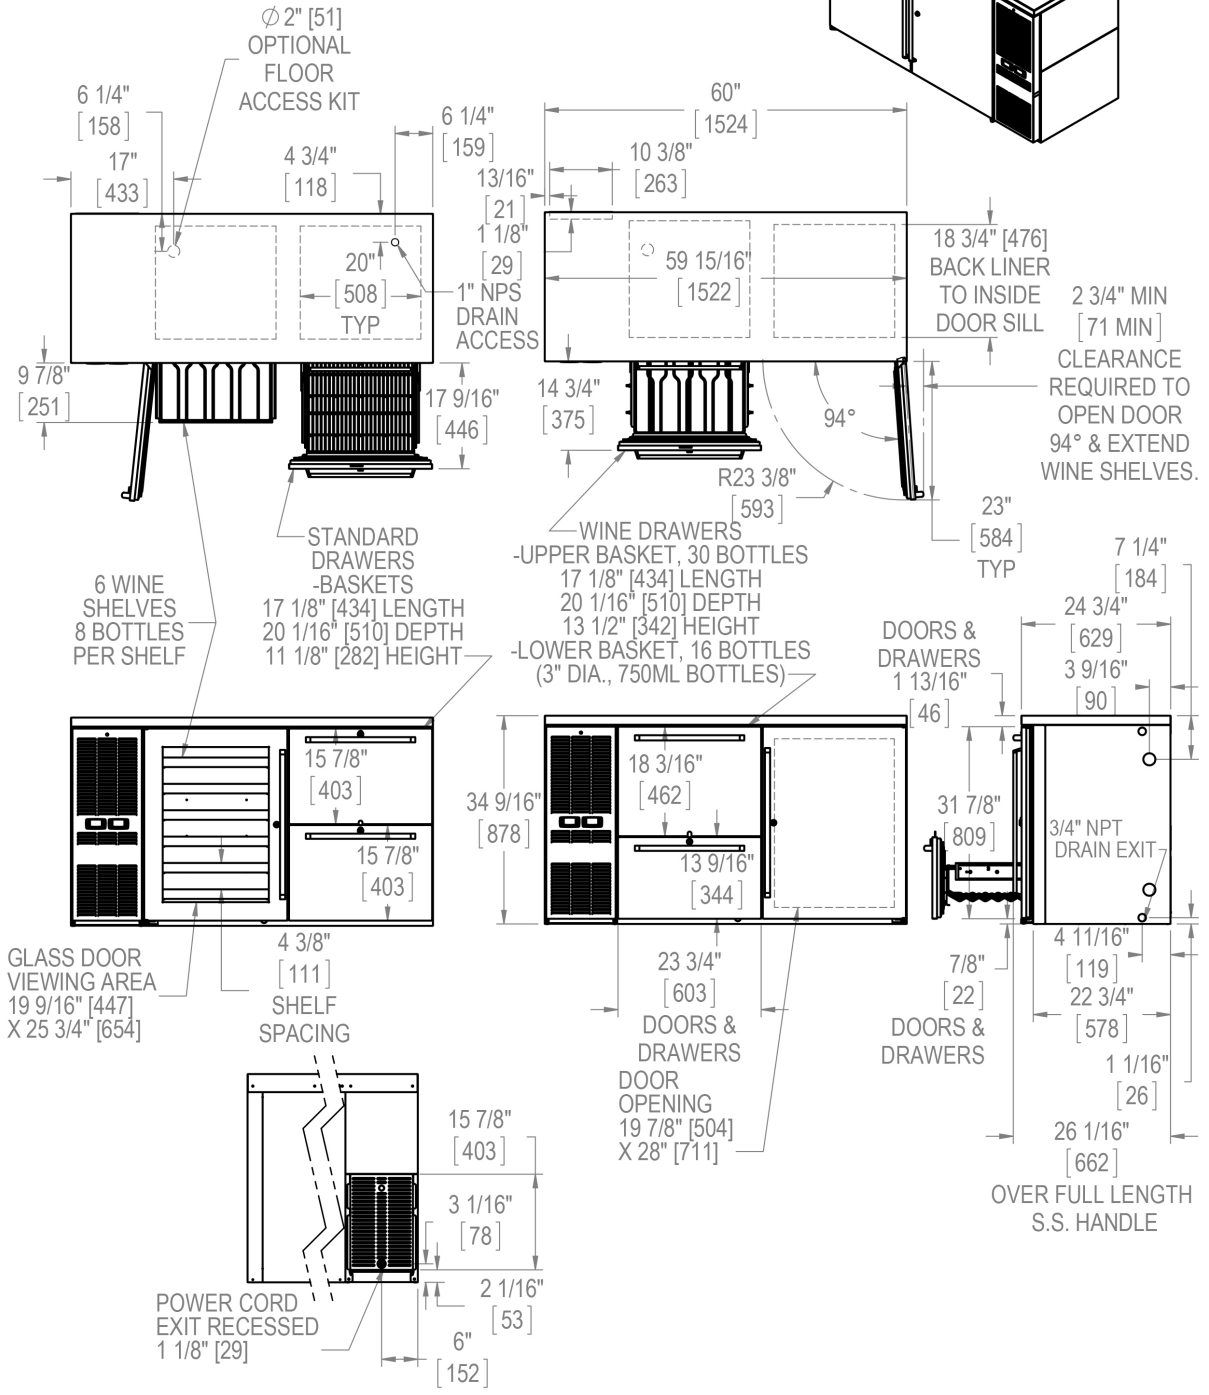 ∅ 2" [51]
OPTIONAL
FLOOR
ACCESS KIT
6 1/4"
[158]
17"
[433]
4 3/4"
[118]
6 1/4"
[159]
20"
[508]
TYP
1" NPS
DRAIN
ACCESS
9 7/8"
[251]
17 9/16"
[446]
60"
[1524]
10 3/8"
[263]
13/16"
[21]
1 1/8"
[29]
59 15/16"
[1522]
18 3/4" [476]
BACK LINER
TO INSIDE
DOOR SILL
2 3/4" MIN
[71 MIN]
CLEARANCE
REQUIRED TO
OPEN DOOR
94° & EXTEND
WINE SHELVES.
14 3/4"
[375]
94°
R23 3/8"
[593]
23"
[584]
TYP
6 WINE
SHELVES
8 BOTTLES
PER SHELF
STANDARD
DRAWERS
-BASKETS
17 1/8" [434] LENGTH
20 1/16" [510] DEPTH
11 1/8" [282] HEIGHT
WINE DRAWERS
-UPPER BASKET, 30 BOTTLES
17 1/8" [434] LENGTH
20 1/16" [510] DEPTH
13 1/2" [342] HEIGHT
-LOWER BASKET, 16 BOTTLES
(3" DIA., 750ML BOTTLES)
DOORS &
DRAWERS
1 13/16"
[46]
7 1/4"
[184]
24 3/4"
[629]
3 9/16"
[90]
15 7/8"
[403]
15 7/8"
[403]
34 9/16"
[878]
18 3/16"
[462]
13 9/16"
[344]
31 7/8"
[809]
3/4" NPT
DRAIN EXIT
GLASS DOOR
VIEWING AREA
19 9/16" [447]
X 25 3/4" [654]
4 3/8"
[111]
SHELF
SPACING
23 3/4"
[603]
DOORS &
DRAWERS
DOOR
OPENING
19 7/8" [504]
X 28" [711]
7/8"
[22]
DOORS &
DRAWERS
4 11/16"
[119]
22 3/4"
[578]
1 1/16"
[26]
26 1/16"
[662]
OVER FULL LENGTH
S.S. HANDLE
15 7/8"
[403]
3 1/16"
[78]
2 1/16"
[53]
6"
[152]
POWER CORD
EXIT RECESSED
1 1/8" [29]